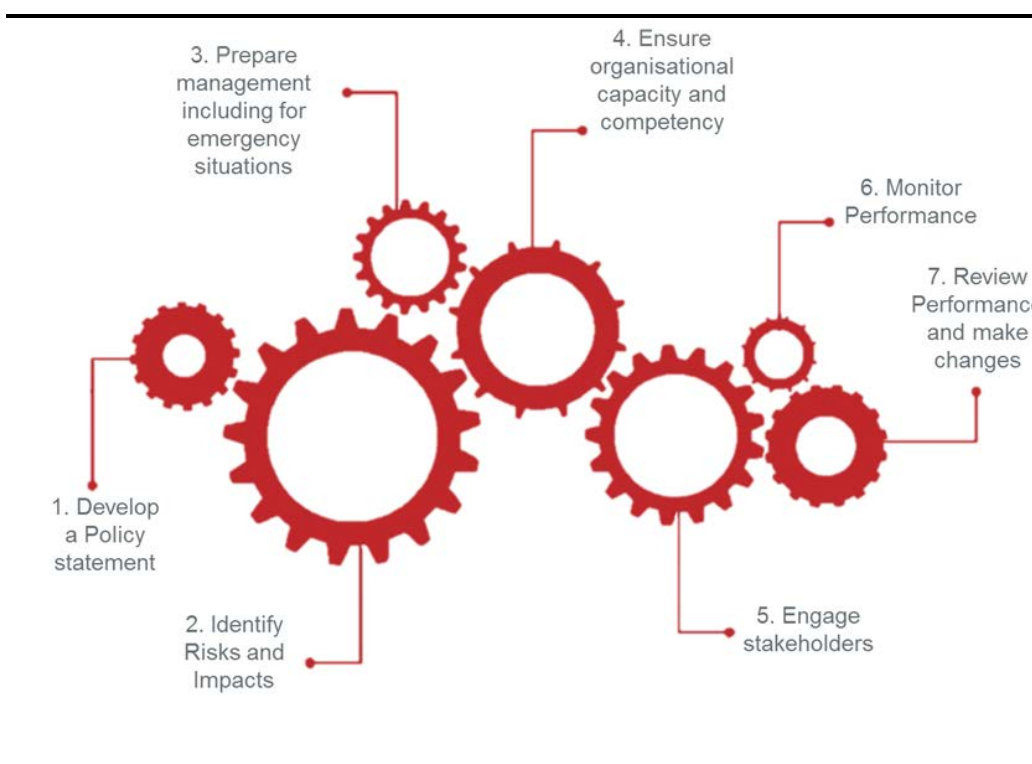 3. Prepare
management
including for
emergency
situations
4. Ensure
organisational
capacity and
competency
6. Monitor
Performance
7. Review
Performance
and make
changes
1. Develop
a Policy
statement
2. Identify
Risks and
Impacts
5. Engage
stakeholders